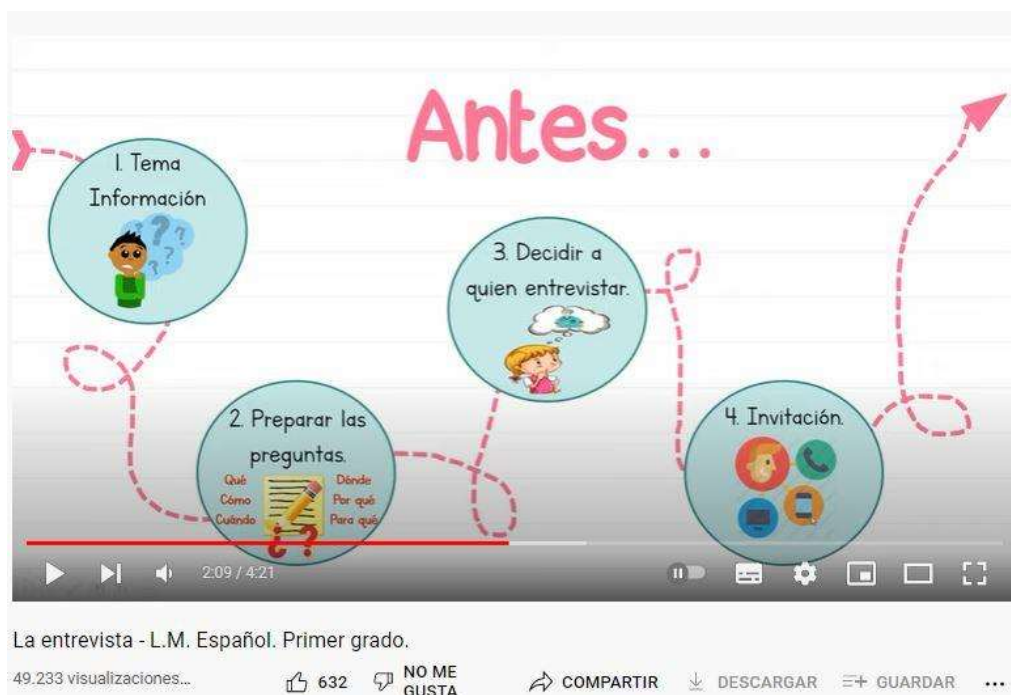 Antes...
1. Tema
Información
2. Preparar las
preguntas.
Qué
Cómo
Cuándo
Dónde
Por qué
Para qué
3. Decidir a
quien entrevistar.
4. Invitación.
2:09 / 4:21
La entrevista - L.M. Español. Primer grado.
49.233 visualizaciones...
632
NO ME
GUSTA
COMPARTIR
DESCARGAR
GUARDAR